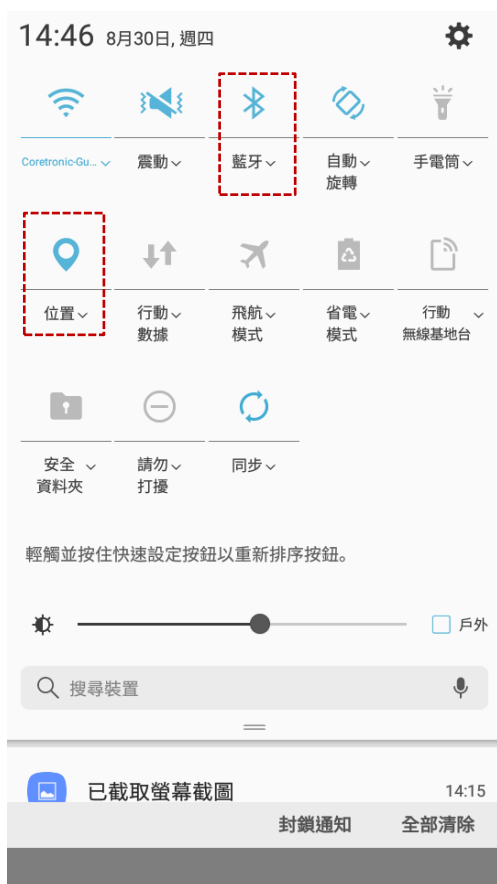 14:46 8月30日, 週四
Coretronic-Gu... 震動 藍牙 自動 手電筒
旋轉
位置 行動 飛航 省電 行動
數據 模式 模式 無線基地台
安全 請勿 同步
資料夾 打擾
輕觸並按住快速設定按鈕以重新排序按鈕。
戶外
搜尋裝置
已截取螢幕截圖 14:15
封鎖通知 全部清除